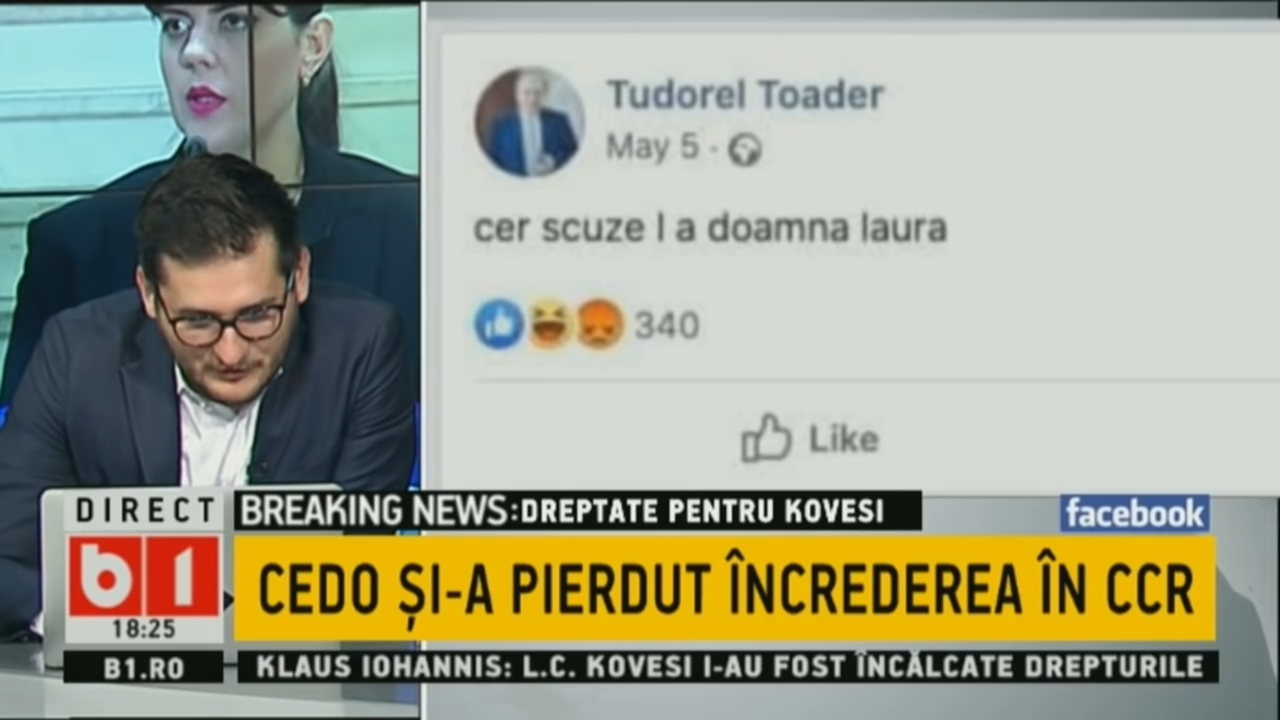 Tudorel Toader
May 5 ·
cer scuze l a doamna laura
340
Like
DIRECT
BREAKING NEWS: DREPTATE PENTRU KOVESI
facebook
b1
CEDO ȘI-A PIERDUT ÎNCREDEREA ÎN CCR
18:25
B1.RO
KLAUS IOHANNIS: L.C. KOVESI I-AU FOST ÎNCĂLCATE DREPTURILE